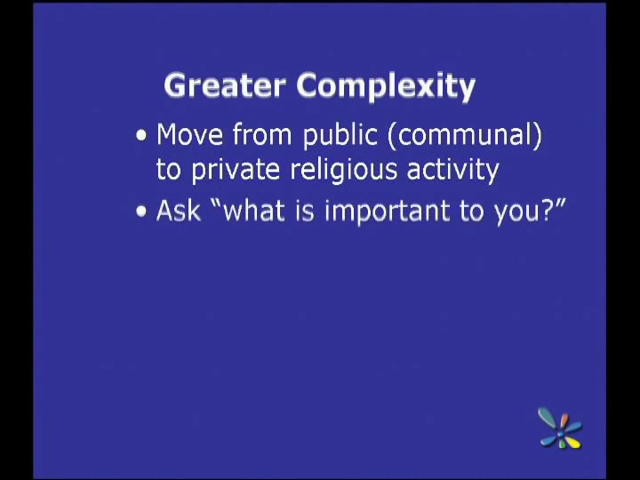 Greater Complexity
• Move from public (communal)
to private religious activity
• Ask “what is important to you?”